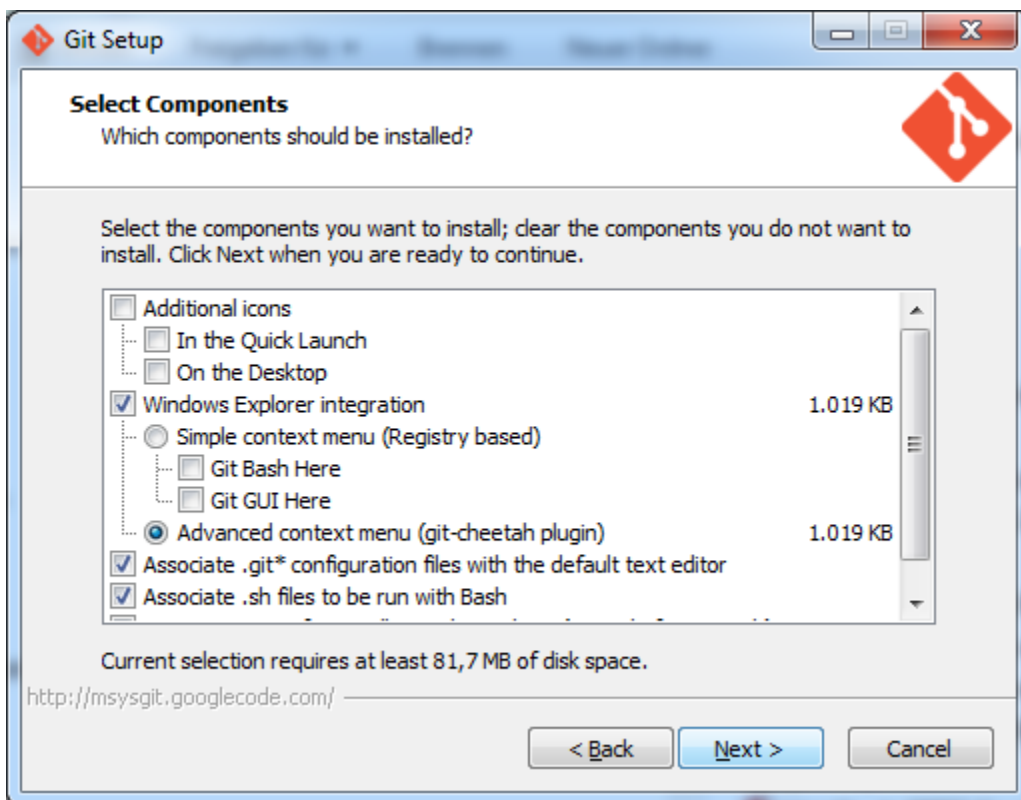 Git Setup
Select Components
Which components should be installed?
Select the components you want to install; clear the components you do not want to
install. Click Next when you are ready to continue.
Additional icons
In the Quick Launch
On the Desktop
Windows Explorer integration 1.019 KB
Simple context menu (Registry based)
Git Bash Here
Git GUI Here
Advanced context menu (git-cheetah plugin) 1.019 KB
Associate .git* configuration files with the default text editor
Associate .sh files to be run with Bash
Current selection requires at least 81,7 MB of disk space.
http://msysgit.googlecode.com/
< Back
Next >
Cancel